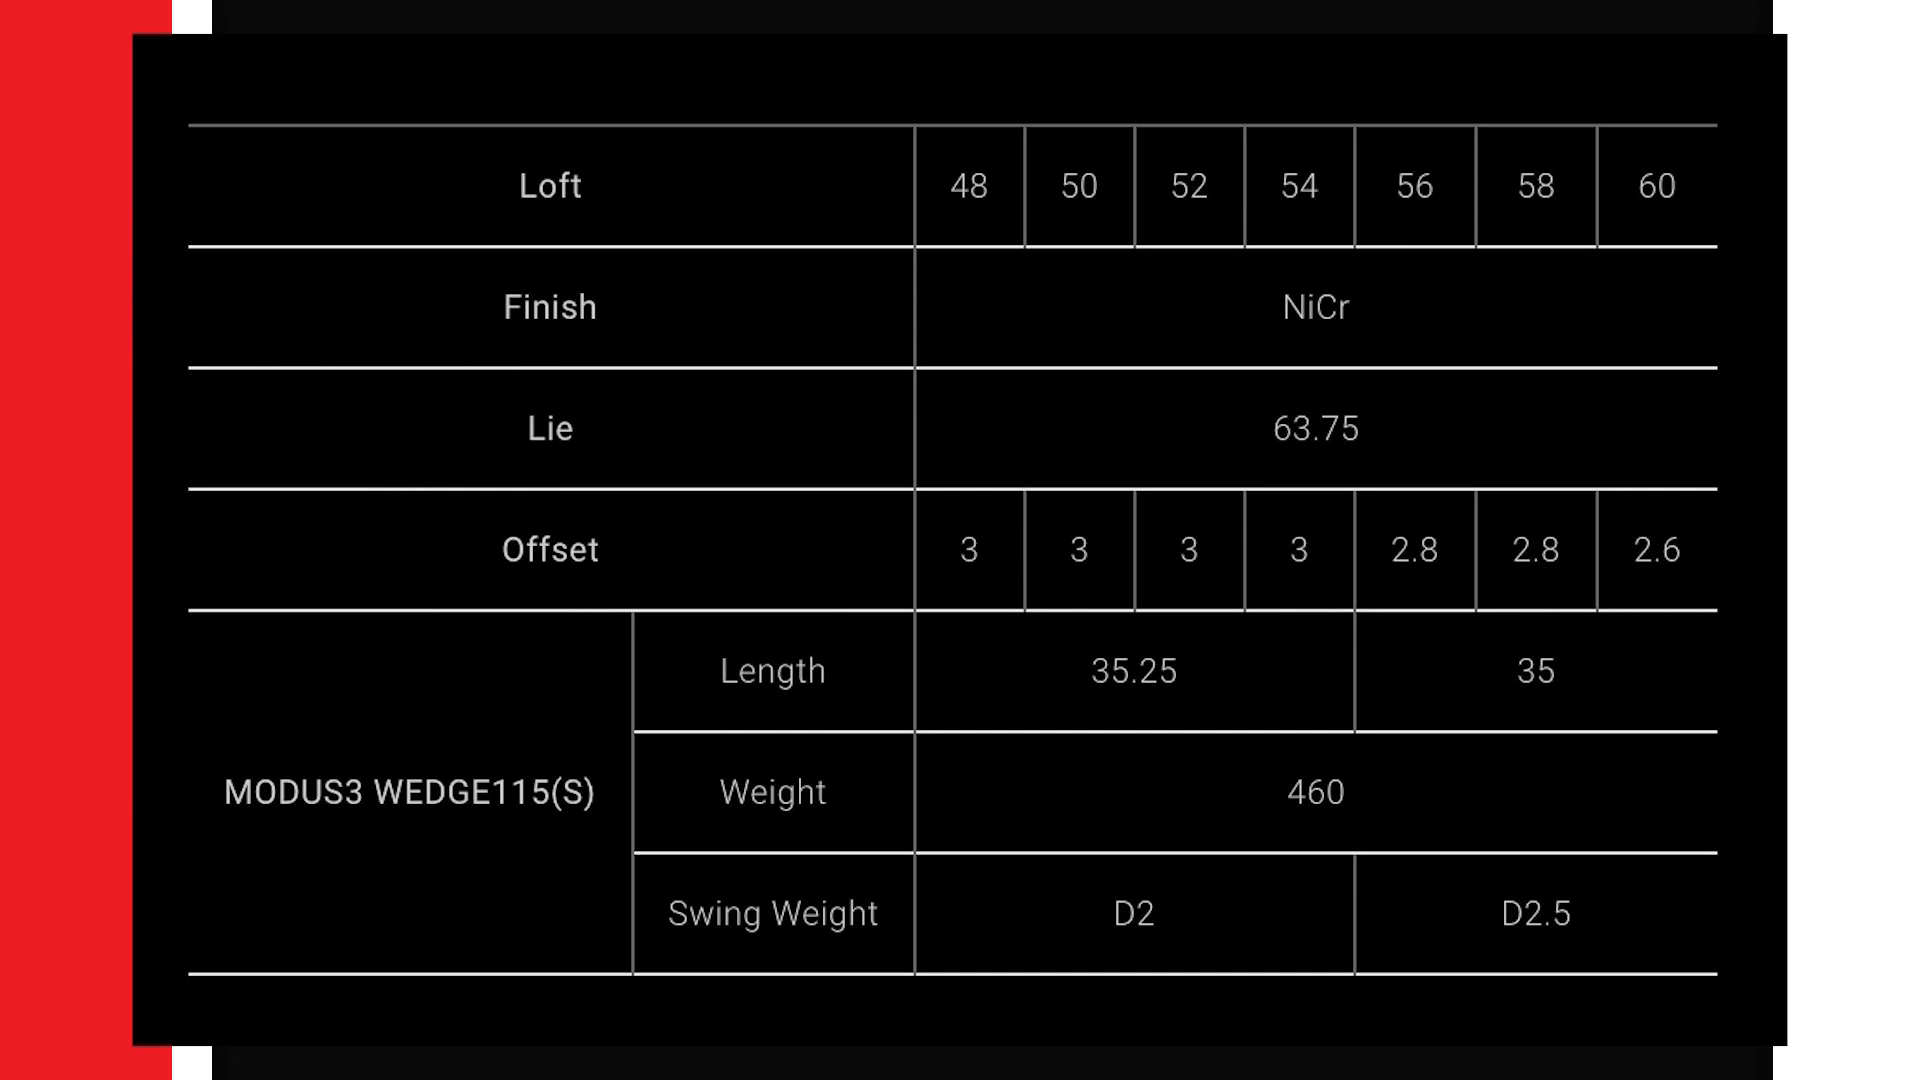 Loft 48 50 52 54 56 58 60
Finish NiCr
Lie 63.75
Offset 3 3 3 3 2.8 2.8 2.6
Length 35.25 35
MODUS3 WEDGE115(S) Weight 460
Swing Weight D2 D2.5